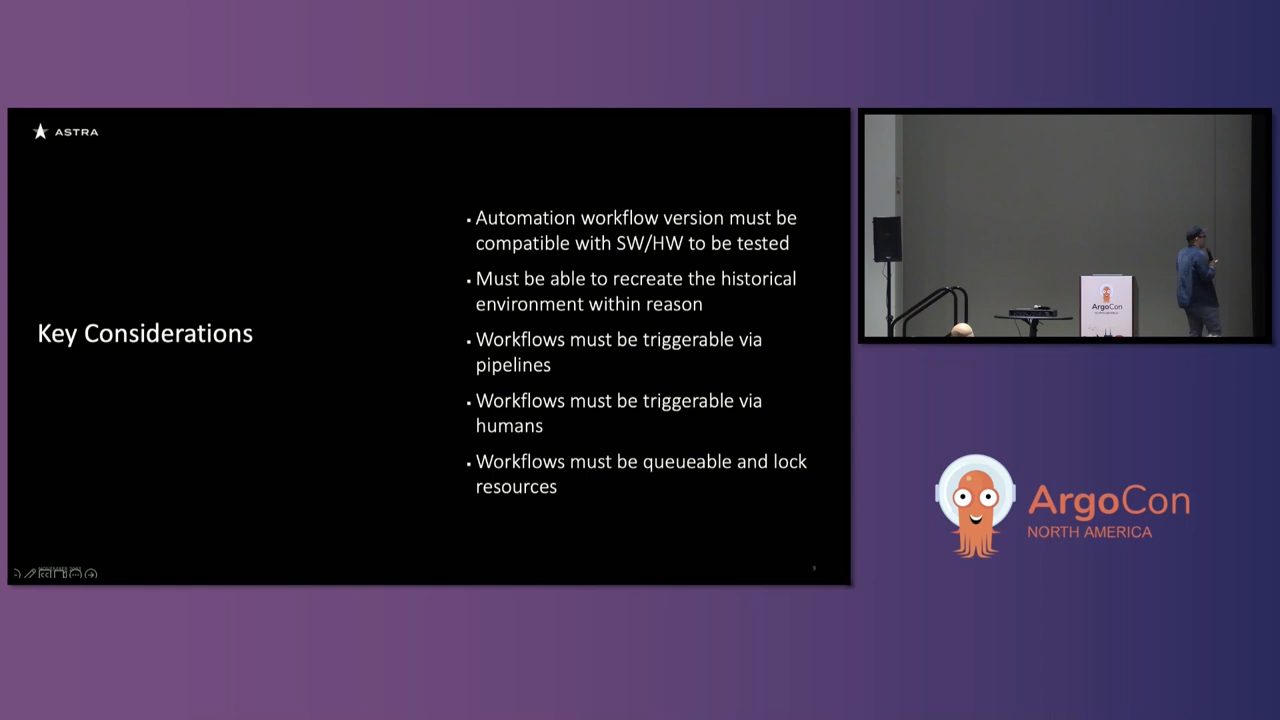 ASTRA
Key Considerations
▪ Automation workflow version must be
compatible with SW/HW to be tested
▪ Must be able to recreate the historical
environment within reason
▪ Workflows must be triggerable via
pipelines
▪ Workflows must be triggerable via
humans
▪ Workflows must be queueable and lock
resources
9
ArgoCon
ArgoCon
NORTH AMERICA